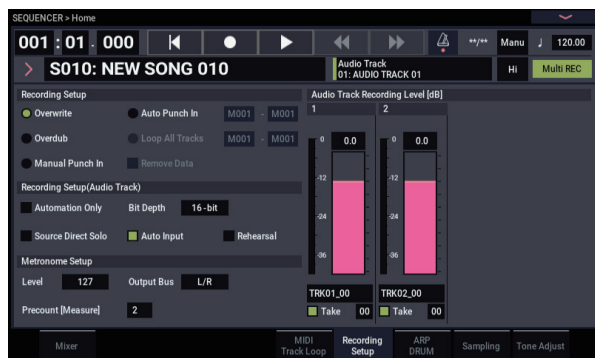 SEQUENCER > Home
001 : 01 . 000 **/** Manu ♩ 120.00
S010: NEW SONG 010
Audio Track
01: AUDIO TRACK 01
Hi Multi REC
Recording Setup
Overwrite Auto Punch In M001 - M001
Overdub Loop All Tracks M001 - M001
Manual Punch In Remove Data
Recording Setup(Audio Track)
Automation Only Bit Depth 16-bit
Source Direct Solo Auto Input Rehearsal
Metronome Setup
Level 127 Output Bus L/R
Precount [Measure] 2
Audio Track Recording Level [dB]
1 2
0 0.0 0 0.0
-12 -12
-24 -24
-36 -36
TRK01_00 TRK02_00
Take 00 Take 00
Mixer
MIDI
Track Loop
Recording
Setup
ARP
DRUM
Sampling
Tone Adjust